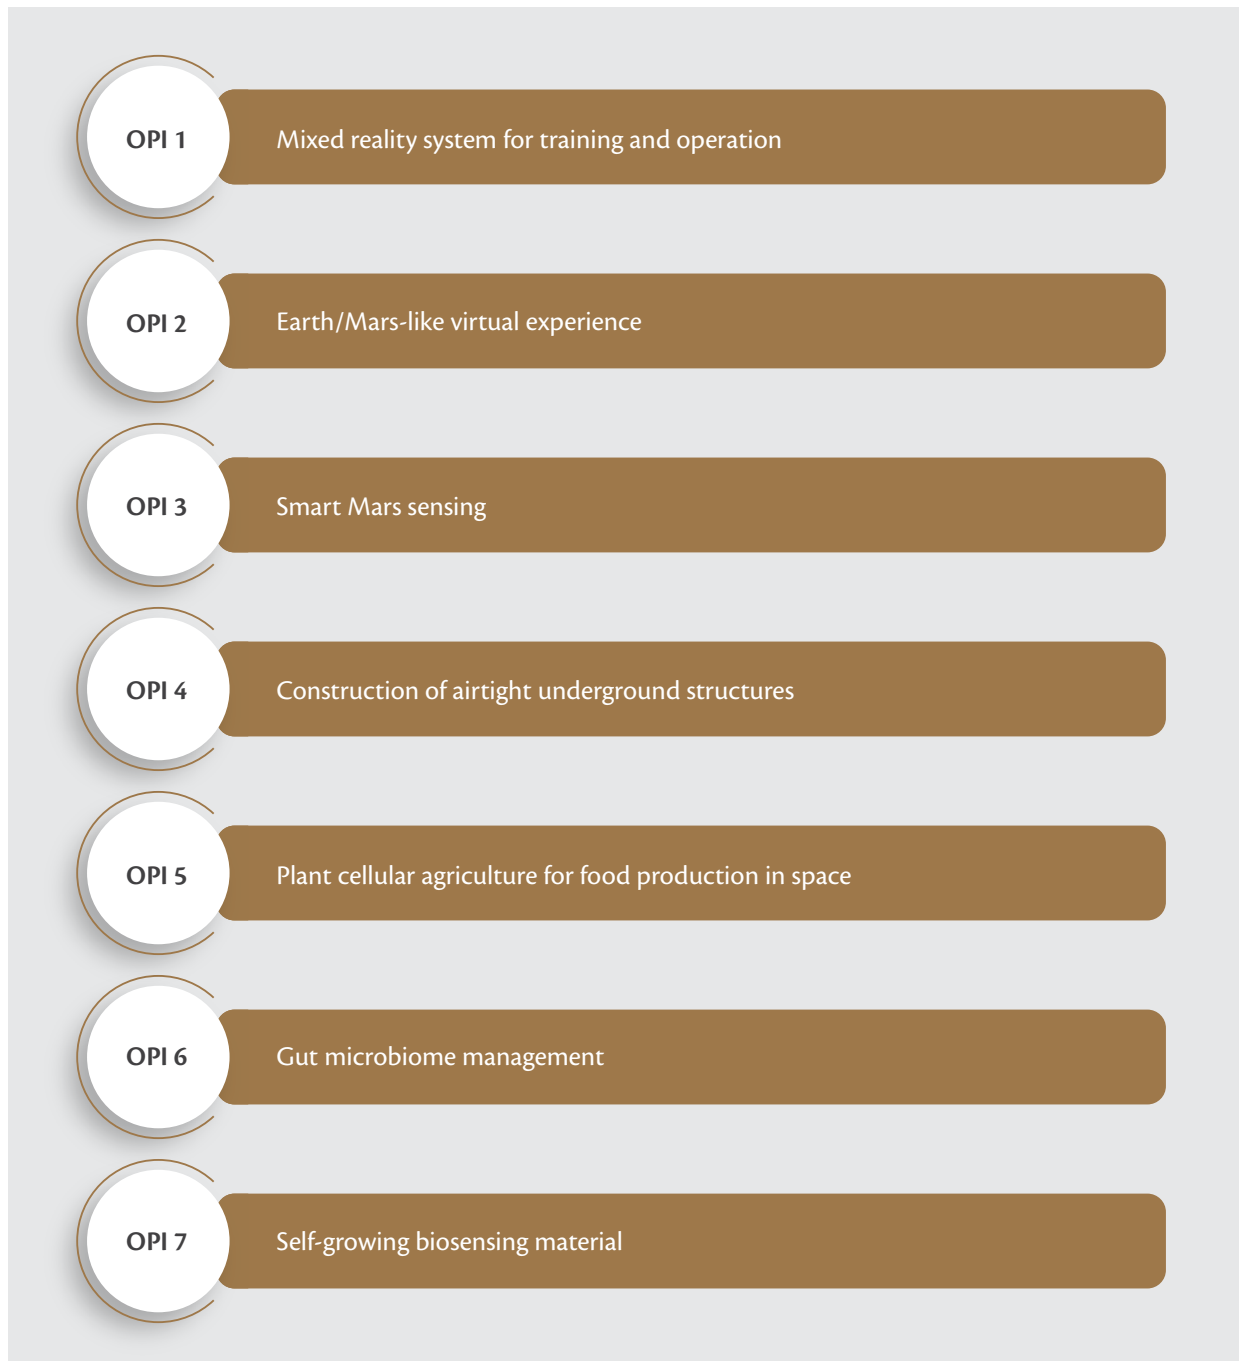 OPI 1
Mixed reality system for training and operation
OPI 2
Earth/Mars-like virtual experience
OPI 3
Smart Mars sensing
OPI 4
Construction of airtight underground structures
OPI 5
Plant cellular agriculture for food production in space
OPI 6
Gut microbiome management
OPI 7
Self-growing biosensing material